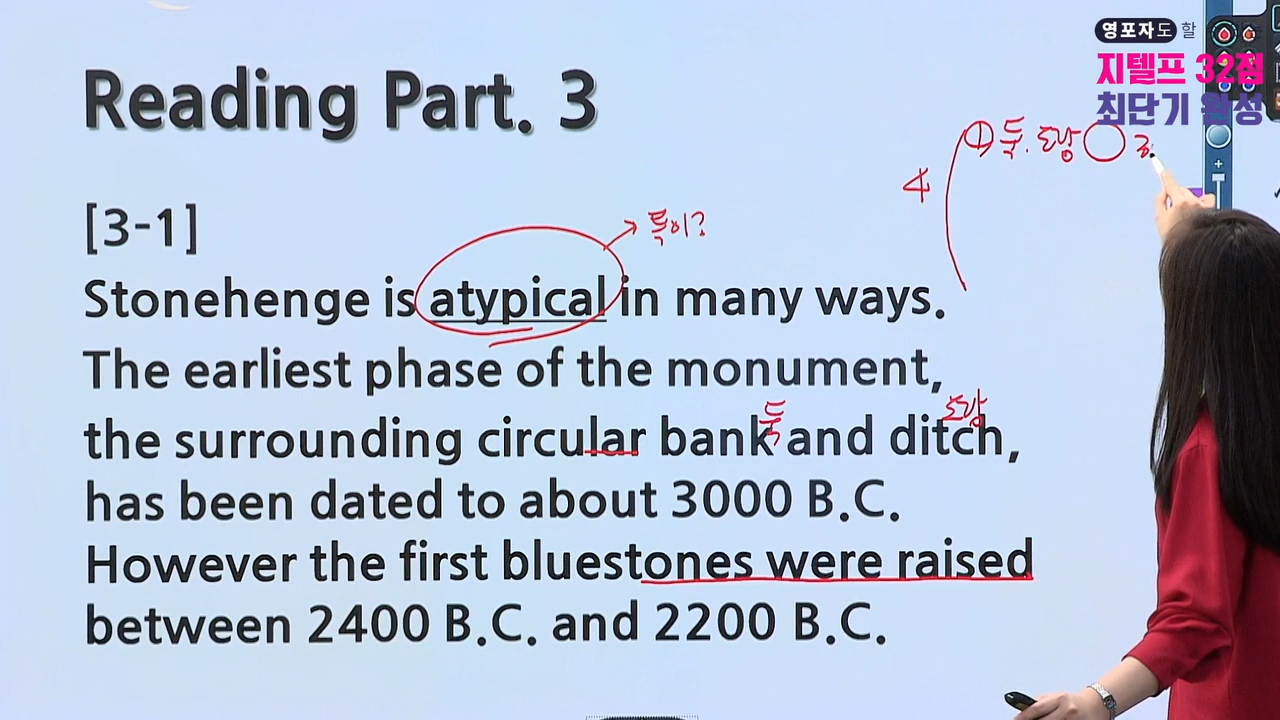 영포자도 할
지텔프 32점
최단기 완성
Reading Part. 3
4 ① 둑. 도랑
[3-1]
특이?
Stonehenge is atypical in many ways.
The earliest phase of the monument,
둑 도랑
the surrounding circular bank and ditch,
has been dated to about 3000 B.C.
However the first bluestones were raised
between 2400 B.C. and 2200 B.C.